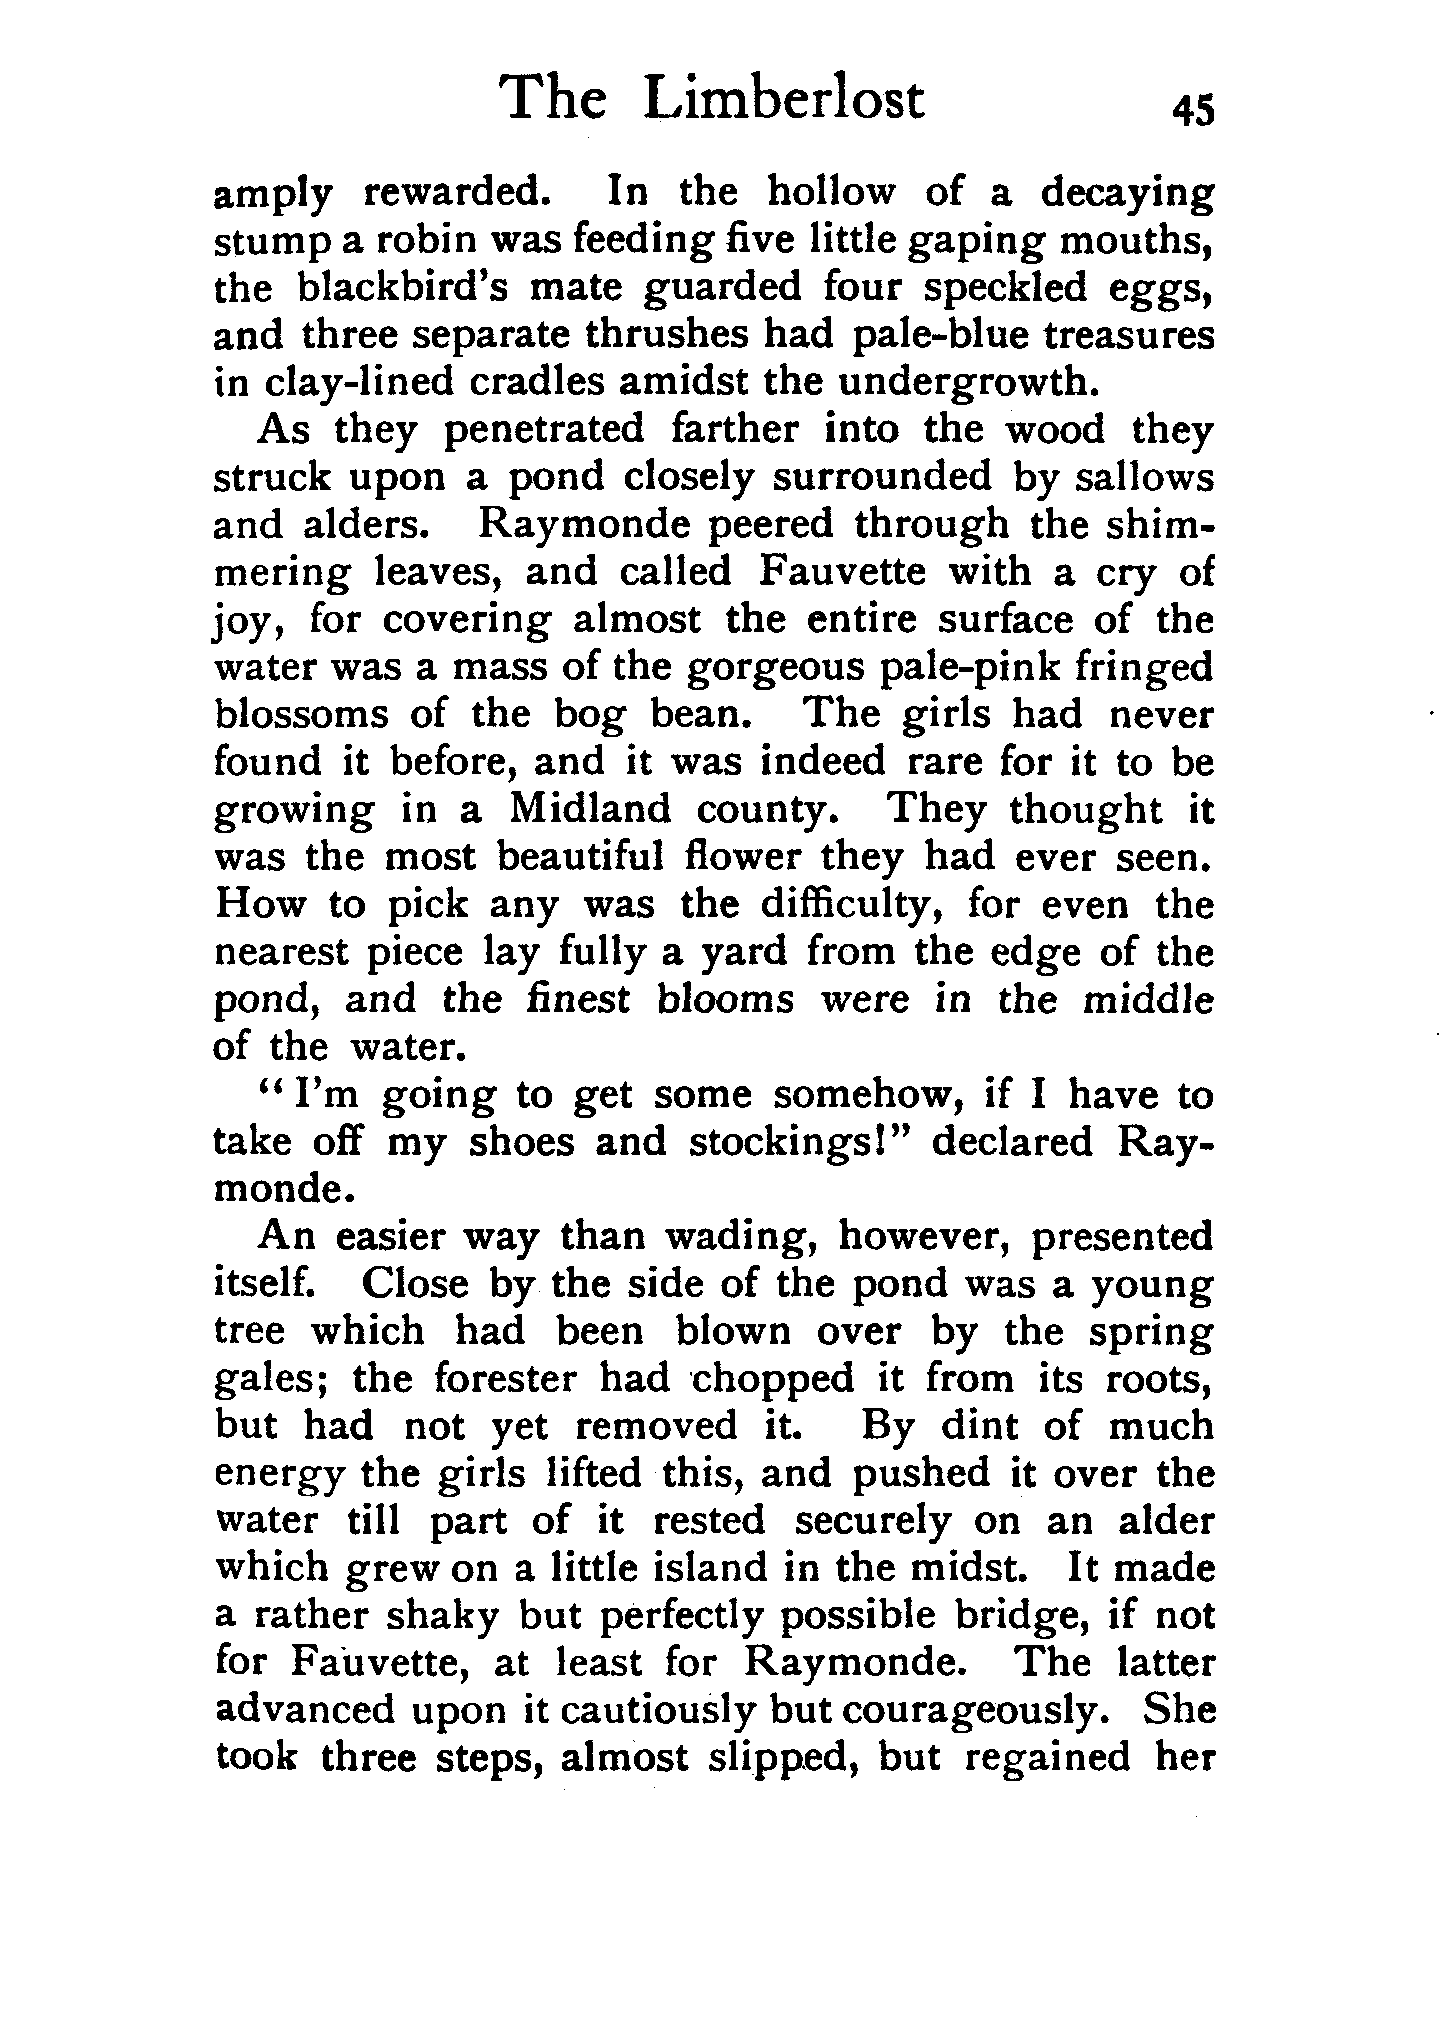 The Limberlost 45
amply rewarded. In the hollow of a decaying
stump a robin was feeding five little gaping mouths,
the blackbird's mate guarded four speckled eggs,
and three separate thrushes had pale-blue treasures
in clay-lined cradles amidst the undergrowth.
As they penetrated farther into the wood they
struck upon a pond closely surrounded by sallows
and alders. Raymonde peered through the shim-
mering leaves, and called Fauvette with a cry of
joy, for covering almost the entire surface of the
water was a mass of the gorgeous pale-pink fringed
blossoms of the bog bean. The girls had never
found it before, and it was indeed rare for it to be
growing in a Midland county. They thought it
was the most beautiful flower they had ever seen.
How to pick any was the difficulty, for even the
nearest piece lay fully a yard from the edge of the
pond, and the finest blooms were in the middle
of the water.
"I'm going to get some somehow, if I have to
take off my shoes and stockings!" declared Ray-
monde.
An easier way than wading, however, presented
itself. Close by the side of the pond was a young
tree which had been blown over by the spring
gales; the forester had chopped it from its roots,
but had not yet removed it. By dint of much
energy the girls lifted this, and pushed it over the
water till part of it rested securely on an alder
which grew on a little island in the midst. It made
a rather shaky but perfectly possible bridge, if not
for Fauvette, at least for Raymonde. The latter
advanced upon it cautiously but courageously. She
took three steps, almost slipped, but regained her